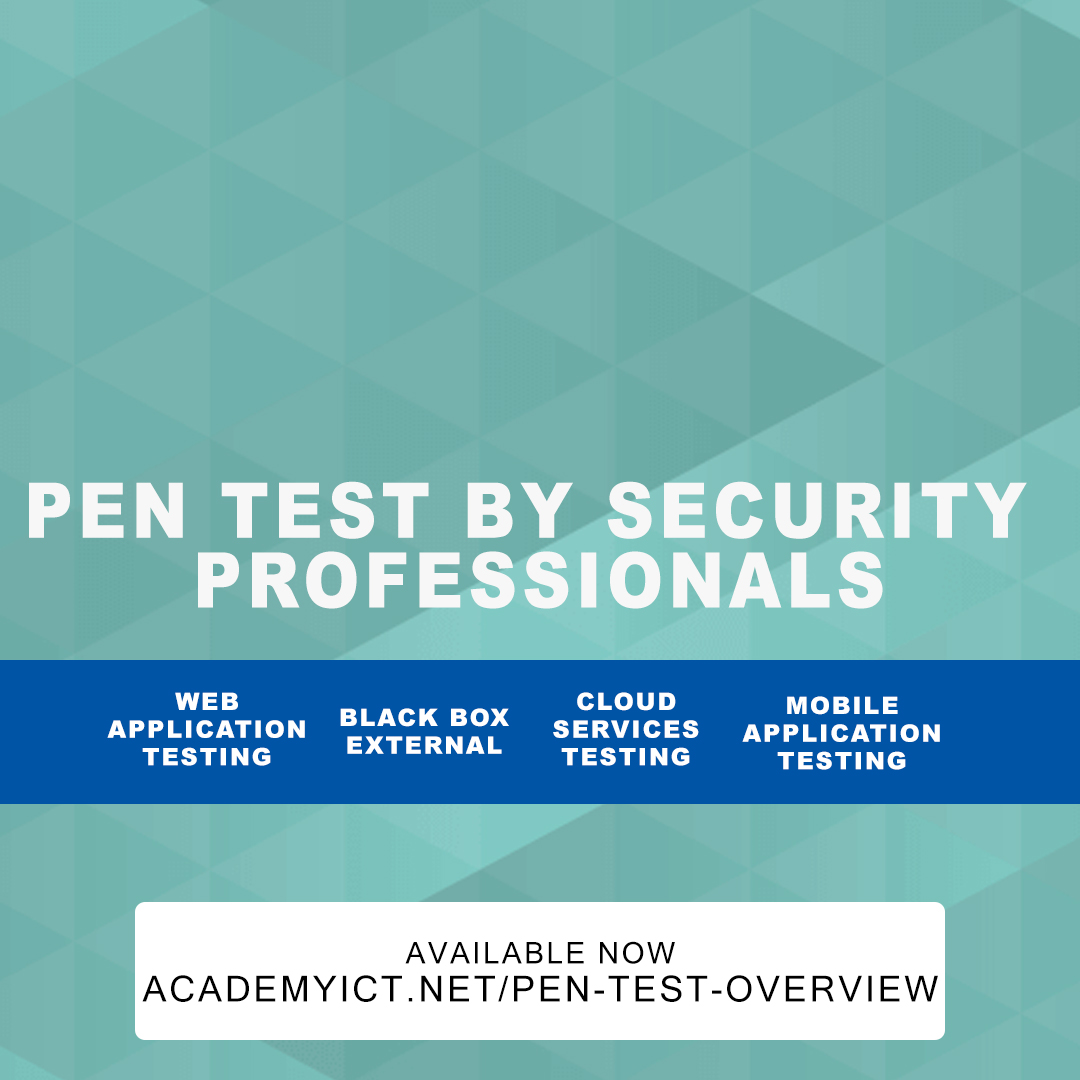 PEN TEST BY SECURITY
PROFESSIONALS
WEB
APPLICATION
TESTING
BLACK BOX
EXTERNAL
CLOUD
SERVICES
TESTING
MOBILE
APPLICATION
TESTING
AVAILABLE NOW
ACADEMYICT.NET/PEN-TEST-OVERVIEW